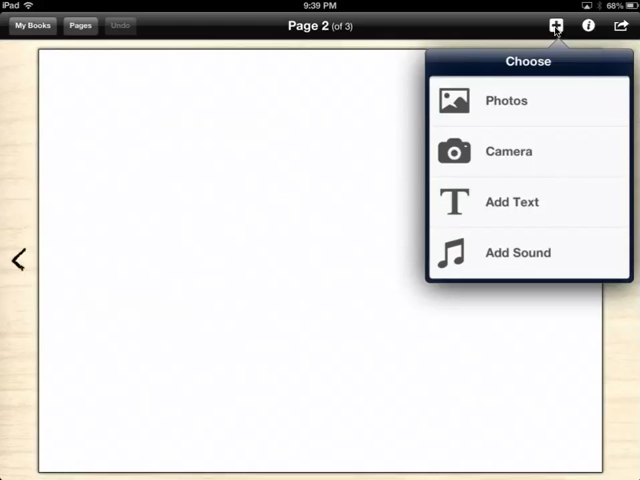 iPad 9:39 PM 68%
My Books Pages Undo Page 2 (of 3)
Choose
Photos
Camera
Add Text
Add Sound